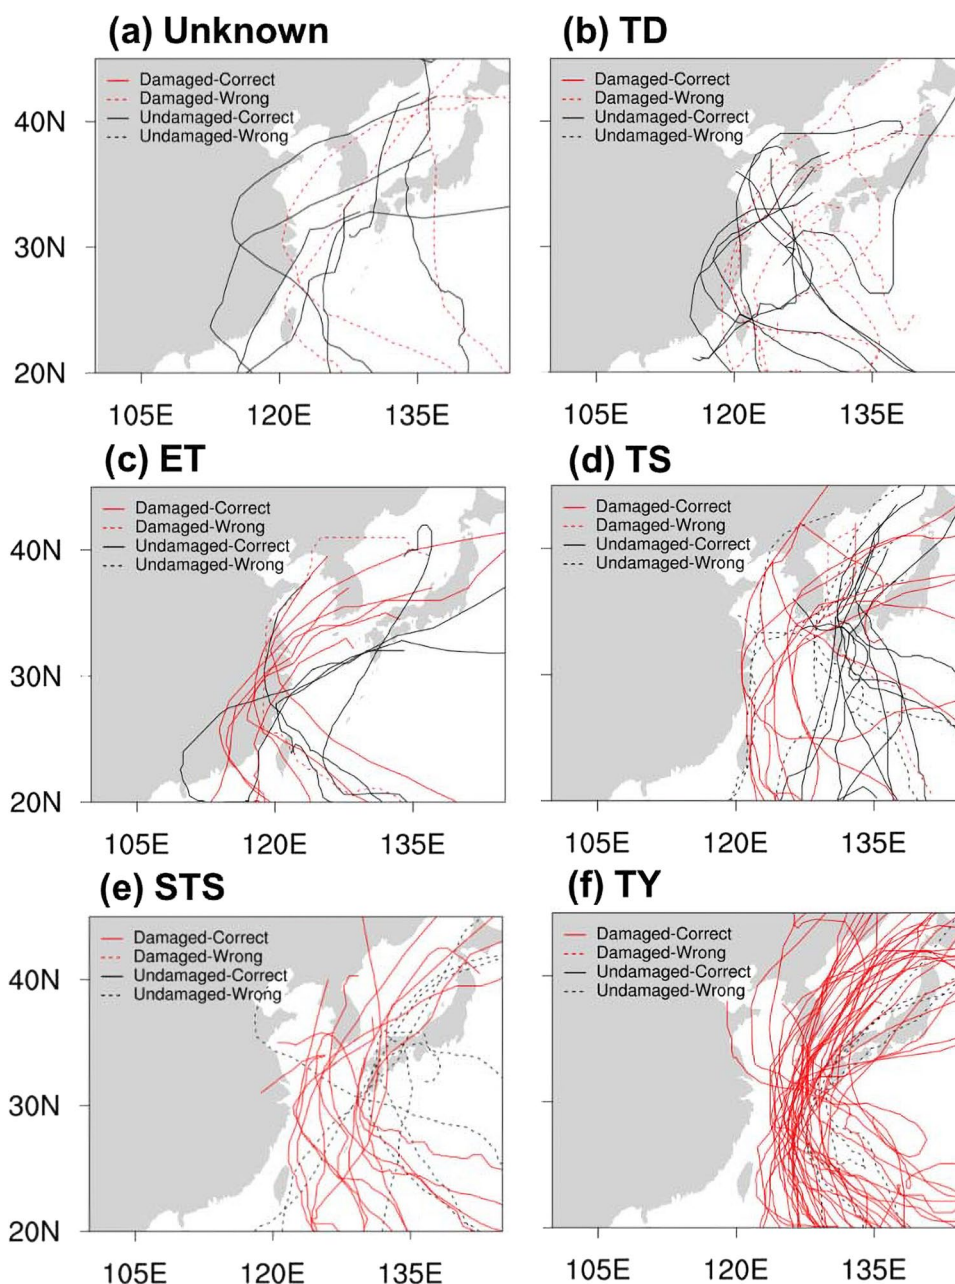 (a) Unknown
Damaged-Correct
Damaged-Wrong
Undamaged-Correct
Undamaged-Wrong
40N
30N
20N
105E 120E 135E
(b) TD
Damaged-Correct
Damaged-Wrong
Undamaged-Correct
Undamaged-Wrong
105E 120E 135E
(c) ET
Damaged-Correct
Damaged-Wrong
Undamaged-Correct
Undamaged-Wrong
40N
30N
20N
105E 120E 135E
(d) TS
Damaged-Correct
Damaged-Wrong
Undamaged-Correct
Undamaged-Wrong
105E 120E 135E
(e) STS
Damaged-Correct
Damaged-Wrong
Undamaged-Correct
Undamaged-Wrong
40N
30N
20N
105E 120E 135E
(f) TY
Damaged-Correct
Damaged-Wrong
Undamaged-Correct
Undamaged-Wrong
105E 120E 135E